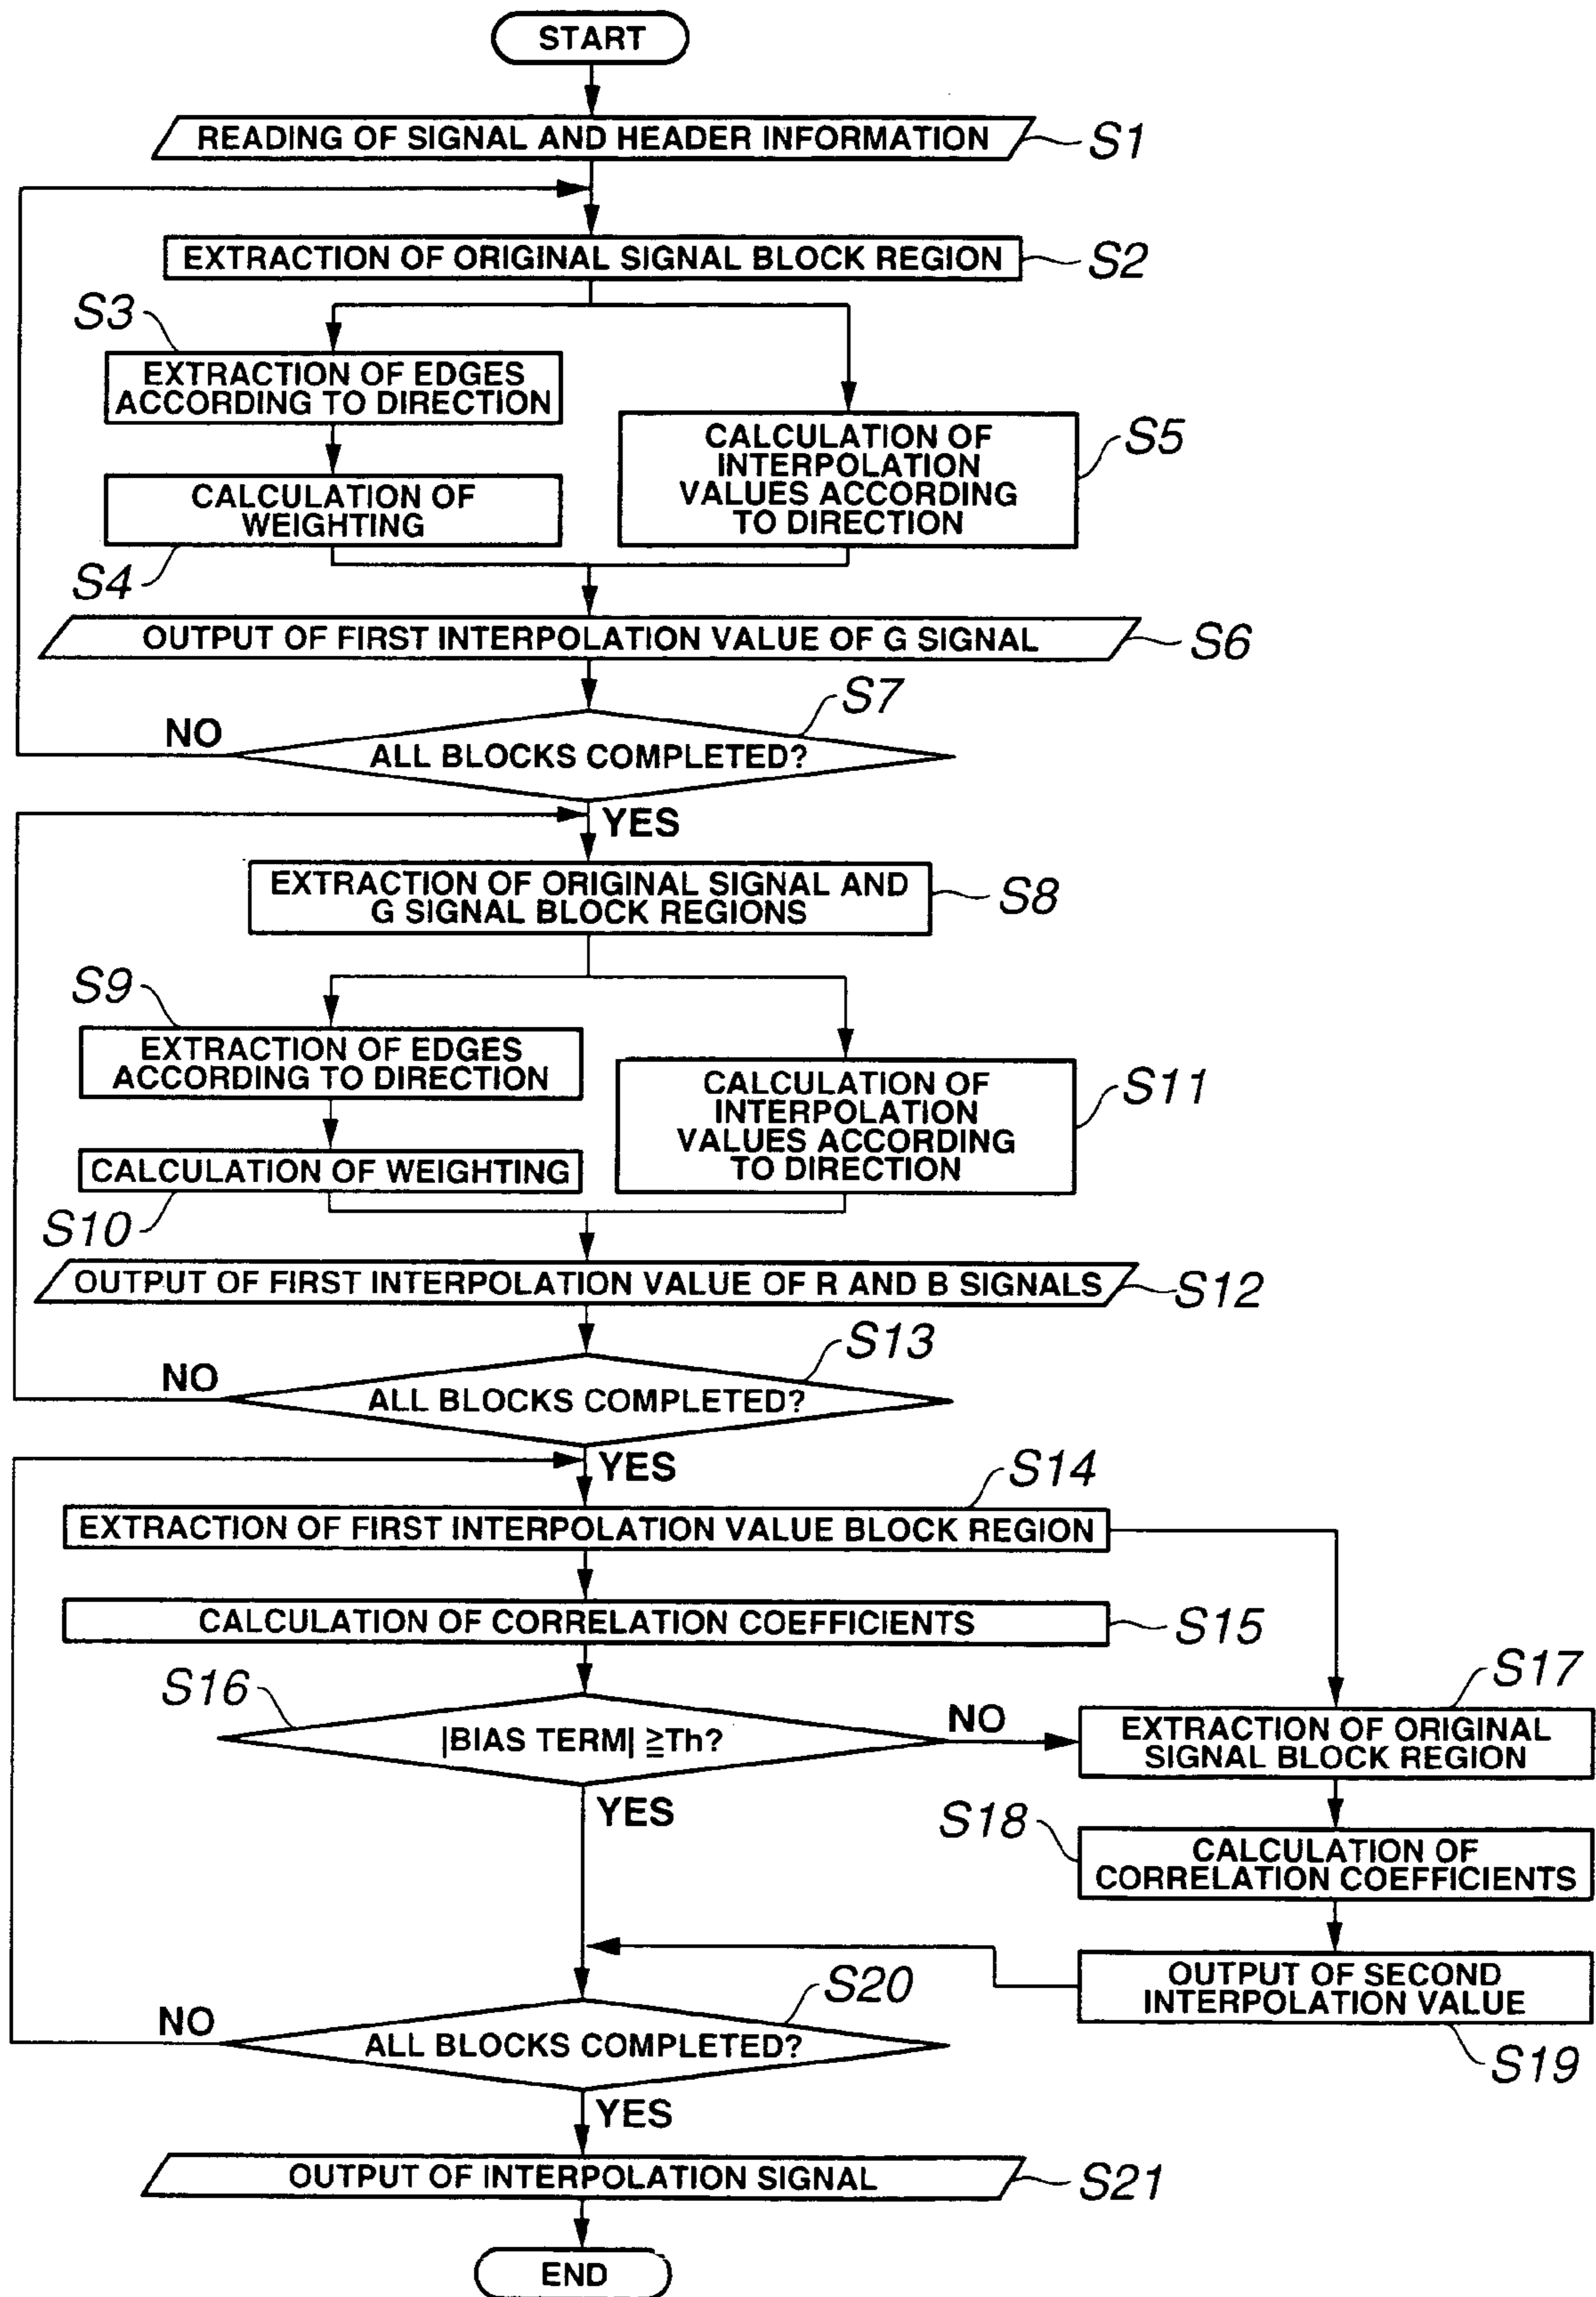 START
READING OF SIGNAL AND HEADER INFORMATION
S1
EXTRACTION OF ORIGINAL SIGNAL BLOCK REGION
S2
S3
EXTRACTION OF EDGES
ACCORDING TO DIRECTION
CALCULATION OF
WEIGHTING
S4
CALCULATION OF
INTERPOLATION
VALUES ACCORDING
TO DIRECTION
S5
OUTPUT OF FIRST INTERPOLATION VALUE OF G SIGNAL
S6
S7
NO
ALL BLOCKS COMPLETED?
YES
EXTRACTION OF ORIGINAL SIGNAL AND
G SIGNAL BLOCK REGIONS
S8
S9
EXTRACTION OF EDGES
ACCORDING TO DIRECTION
CALCULATION OF WEIGHTING
S10
CALCULATION OF
INTERPOLATION
VALUES ACCORDING
TO DIRECTION
S11
OUTPUT OF FIRST INTERPOLATION VALUE OF R AND B SIGNALS
S12
S13
NO
ALL BLOCKS COMPLETED?
YES
S14
EXTRACTION OF FIRST INTERPOLATION VALUE BLOCK REGION
CALCULATION OF CORRELATION COEFFICIENTS
S15
S16
|BIAS TERM| ≧Th?
NO
YES
S17
EXTRACTION OF ORIGINAL
SIGNAL BLOCK REGION
S18
CALCULATION OF
CORRELATION COEFFICIENTS
OUTPUT OF SECOND
INTERPOLATION VALUE
S19
S20
NO
ALL BLOCKS COMPLETED?
YES
OUTPUT OF INTERPOLATION SIGNAL
S21
END